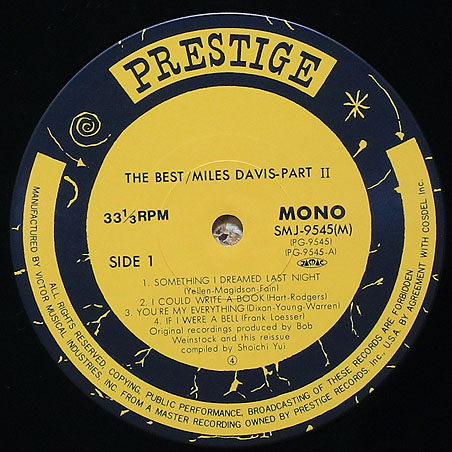 PRESTIGE
THE BEST/MILES DAVIS-PART II
33⅓RPM
MONO
SMJ-9545(M)
(PG-9545)
(PG-9545-A)
JASRAC
SIDE 1
1. SOMETHING I DREAMED LAST NIGHT
(Yellen-Magidson-Fain)
2. I COULD WRITE A BOOK (Hart-Rodgers)
3. YOU'RE MY EVERYTHING(Dixon-Young-Warren)
4. IF I WERE A BELL (Frank Loesser)
Original recordings produced by Bob
Weinstock and this reissue
compiled by Shoichi Yui
④
MANUFACTURED BY VICTOR MUSICAL INDUSTRIES, INC. FROM A MASTER RECORDING OWNED BY PRESTIGE RECORDS, Inc., U.S.A. BY AGREEMENT WITH COSDEL Inc.
ALL RIGHTS RESERVED, COPYING, PUBLIC PERFORMANCE, BROADCASTING OF THESE RECORDS ARE FORBIDDEN